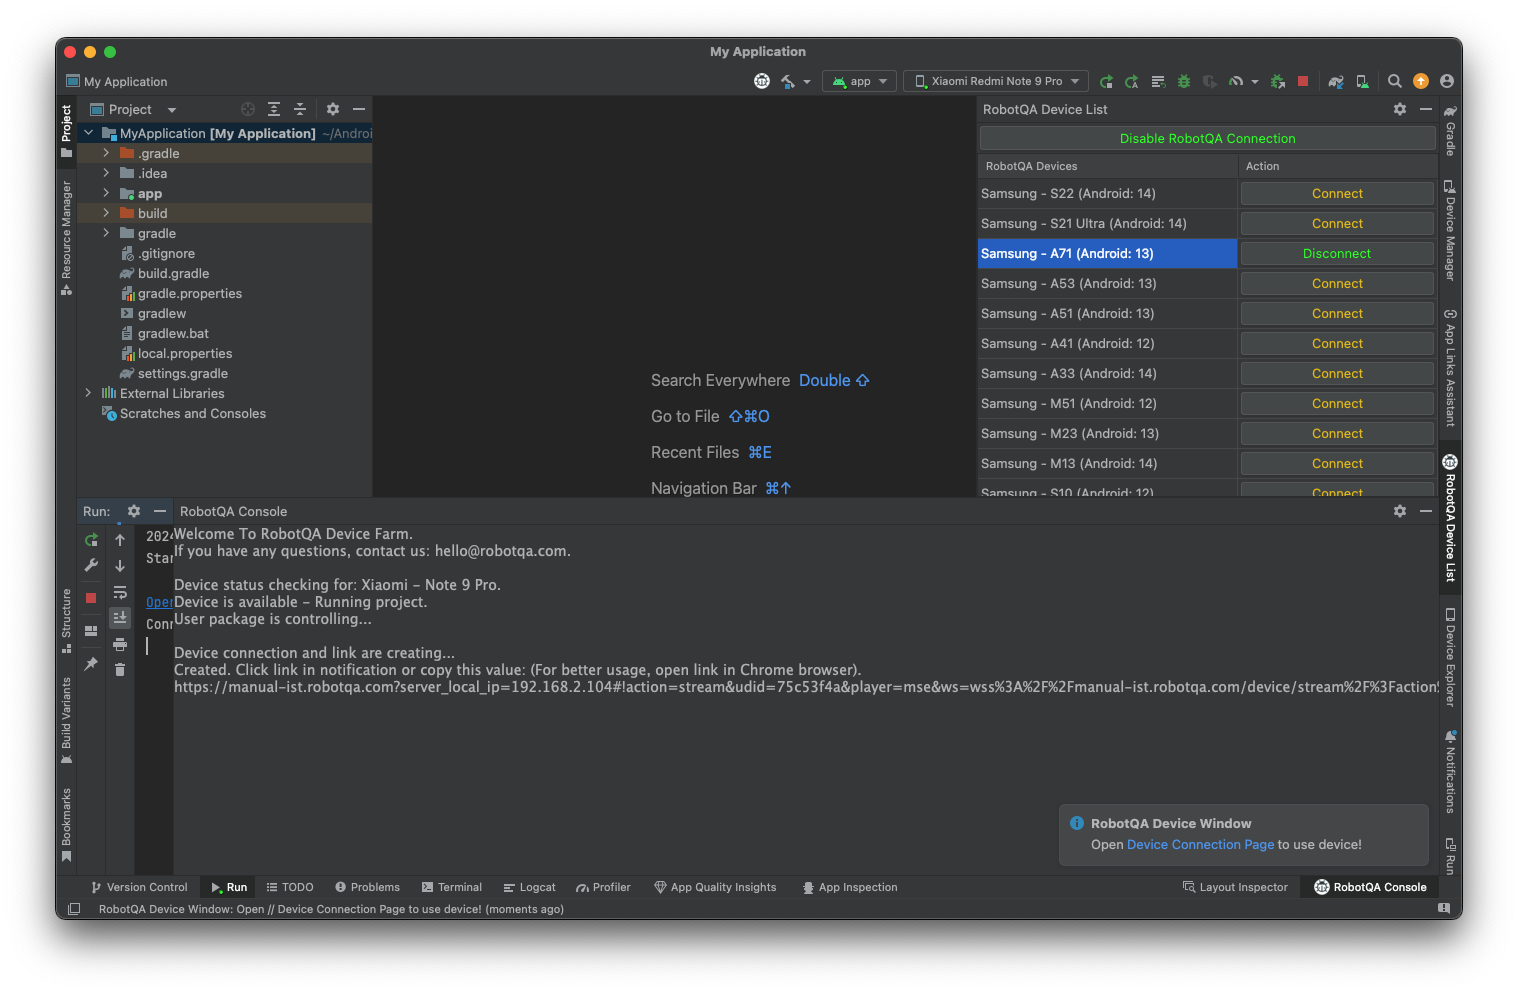 My Application
My Application
app
Xiaomi Redmi Note 9 Pro
Project
Resource Manager
Structure
Build Variants
Bookmarks
Project
MyApplication [My Application] ~/Androi
.gradle
.idea
app
build
gradle
.gitignore
build.gradle
gradle.properties
gradlew
gradlew.bat
local.properties
settings.gradle
External Libraries
Scratches and Consoles
Search Everywhere Double ⇧
Go to File ⇧⌘O
Recent Files ⌘E
Navigation Bar ⌘↑
RobotQA Device List
Disable RobotQA Connection
RobotQA Devices Action
Samsung - S22 (Android: 14) Connect
Samsung - S21 Ultra (Android: 14) Connect
Samsung - A71 (Android: 13) Disconnect
Samsung - A53 (Android: 13) Connect
Samsung - A51 (Android: 13) Connect
Samsung - A41 (Android: 12) Connect
Samsung - A33 (Android: 14) Connect
Samsung - M51 (Android: 12) Connect
Samsung - M23 (Android: 13) Connect
Samsung - M13 (Android: 14) Connect
Samsung - S10 (Android: 12) Connect
Gradle
Device Manager
App Links Assistant
RobotQA Device List
Device Explorer
Notifications
Run
Run:
2024
Star
Oper
Conn
RobotQA Console
Welcome To RobotQA Device Farm.
If you have any questions, contact us: hello@robotqa.com.
Device status checking for: Xiaomi - Note 9 Pro.
Device is available - Running project.
User package is controlling...
Device connection and link are creating...
Created. Click link in notification or copy this value: (For better usage, open link in Chrome browser).
https://manual-ist.robotqa.com?server_local_ip=192.168.2.104#!action=stream&udid=75c53f4a&player=mse&ws=wss%3A%2F%2Fmanual-ist.robotqa.com/device/stream%2F%3Faction%
RobotQA Device Window
Open Device Connection Page to use device!
Version Control
Run
TODO
Problems
Terminal
Logcat
Profiler
App Quality Insights
App Inspection
Layout Inspector
RobotQA Console
RobotQA Device Window: Open // Device Connection Page to use device! (moments ago)